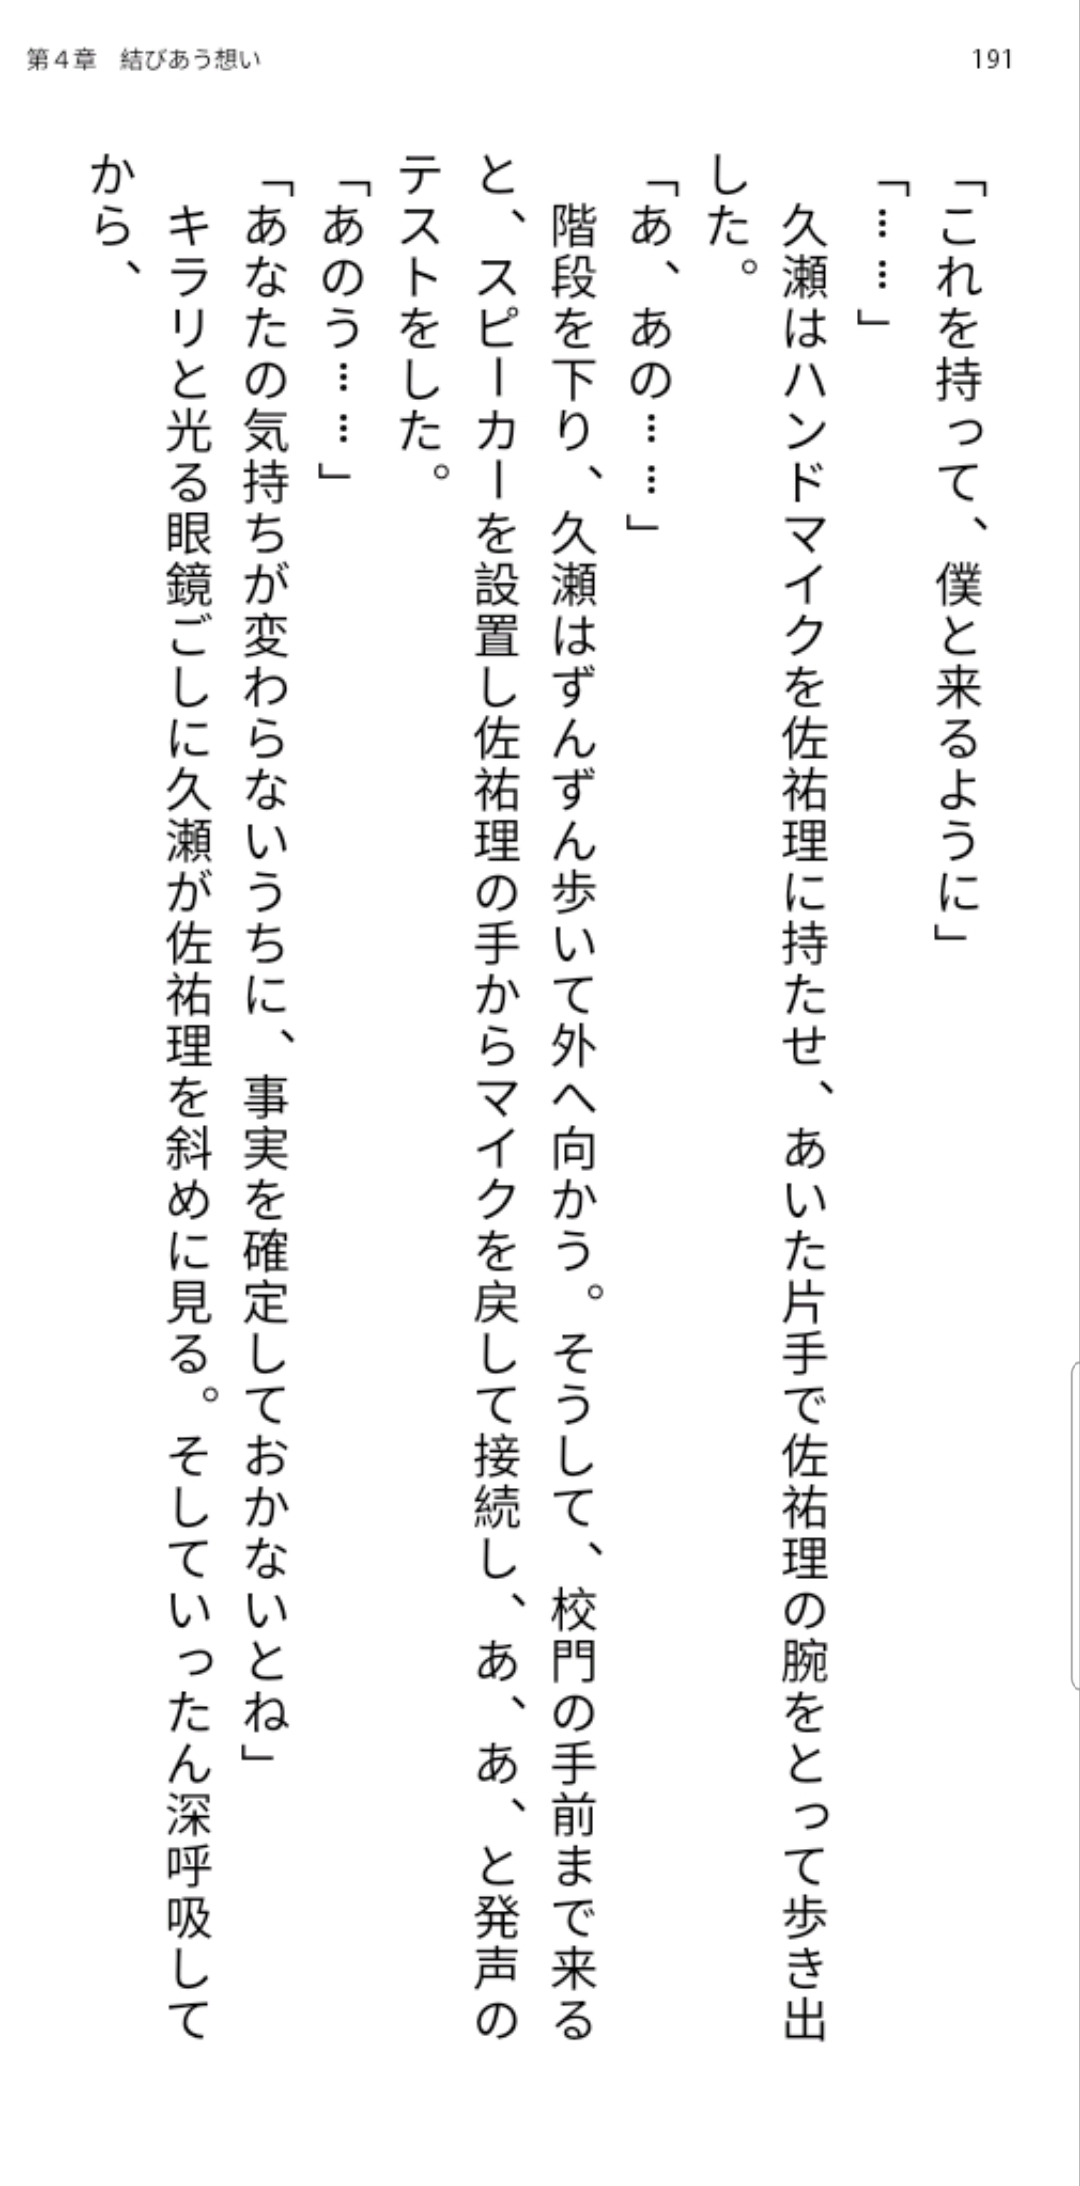 第４章　結びあう想い
191
「これを持って、僕と来るように」
「……」
　久瀬はハンドマイクを佐祐理に持たせ、あいた片手で佐祐理の腕をとって歩き出
した。
「あ、あの……」
　階段を下り、久瀬はずんずん歩いて外へ向かう。そうして、校門の手前まで来る
と、スピーカーを設置し佐祐理の手からマイクを戻して接続し、あ、あ、と発声の
テストをした。
「あのう……」
「あなたの気持ちが変わらないうちに、事実を確定しておかないとね」
　キラリと光る眼鏡ごしに久瀬が佐祐理を斜めに見る。そしていったん深呼吸して
から、